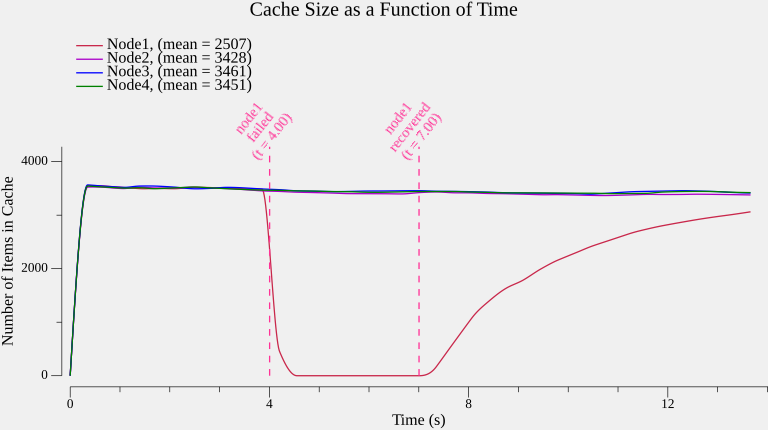 Cache Size as a Function of Time
Node1, (mean = 2507)
Node2, (mean = 3428)
Node3, (mean = 3461)
Node4, (mean = 3451)
node1
failed
(t = 4.00)
node1
recovered
(t = 7.00)
Number of Items in Cache
4000
2000
0
0
4
8
12
Time (s)